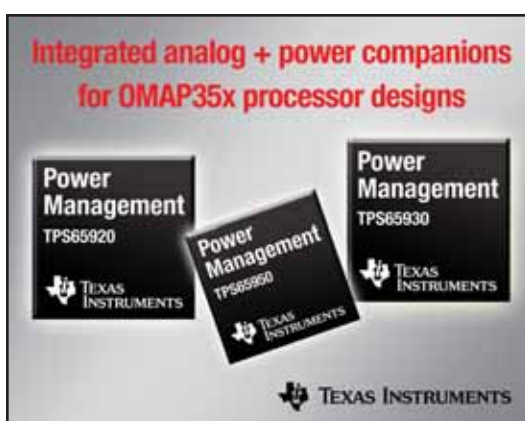 Integrated analog + power companions
for OMAP35x processor designs
Power
Management
TPS65920
TEXAS
INSTRUMENTS
Power
Management
TPS65950
TEXAS
INSTRUMENTS
Power
Management
TPS65930
TEXAS
INSTRUMENTS
TEXAS INSTRUMENTS